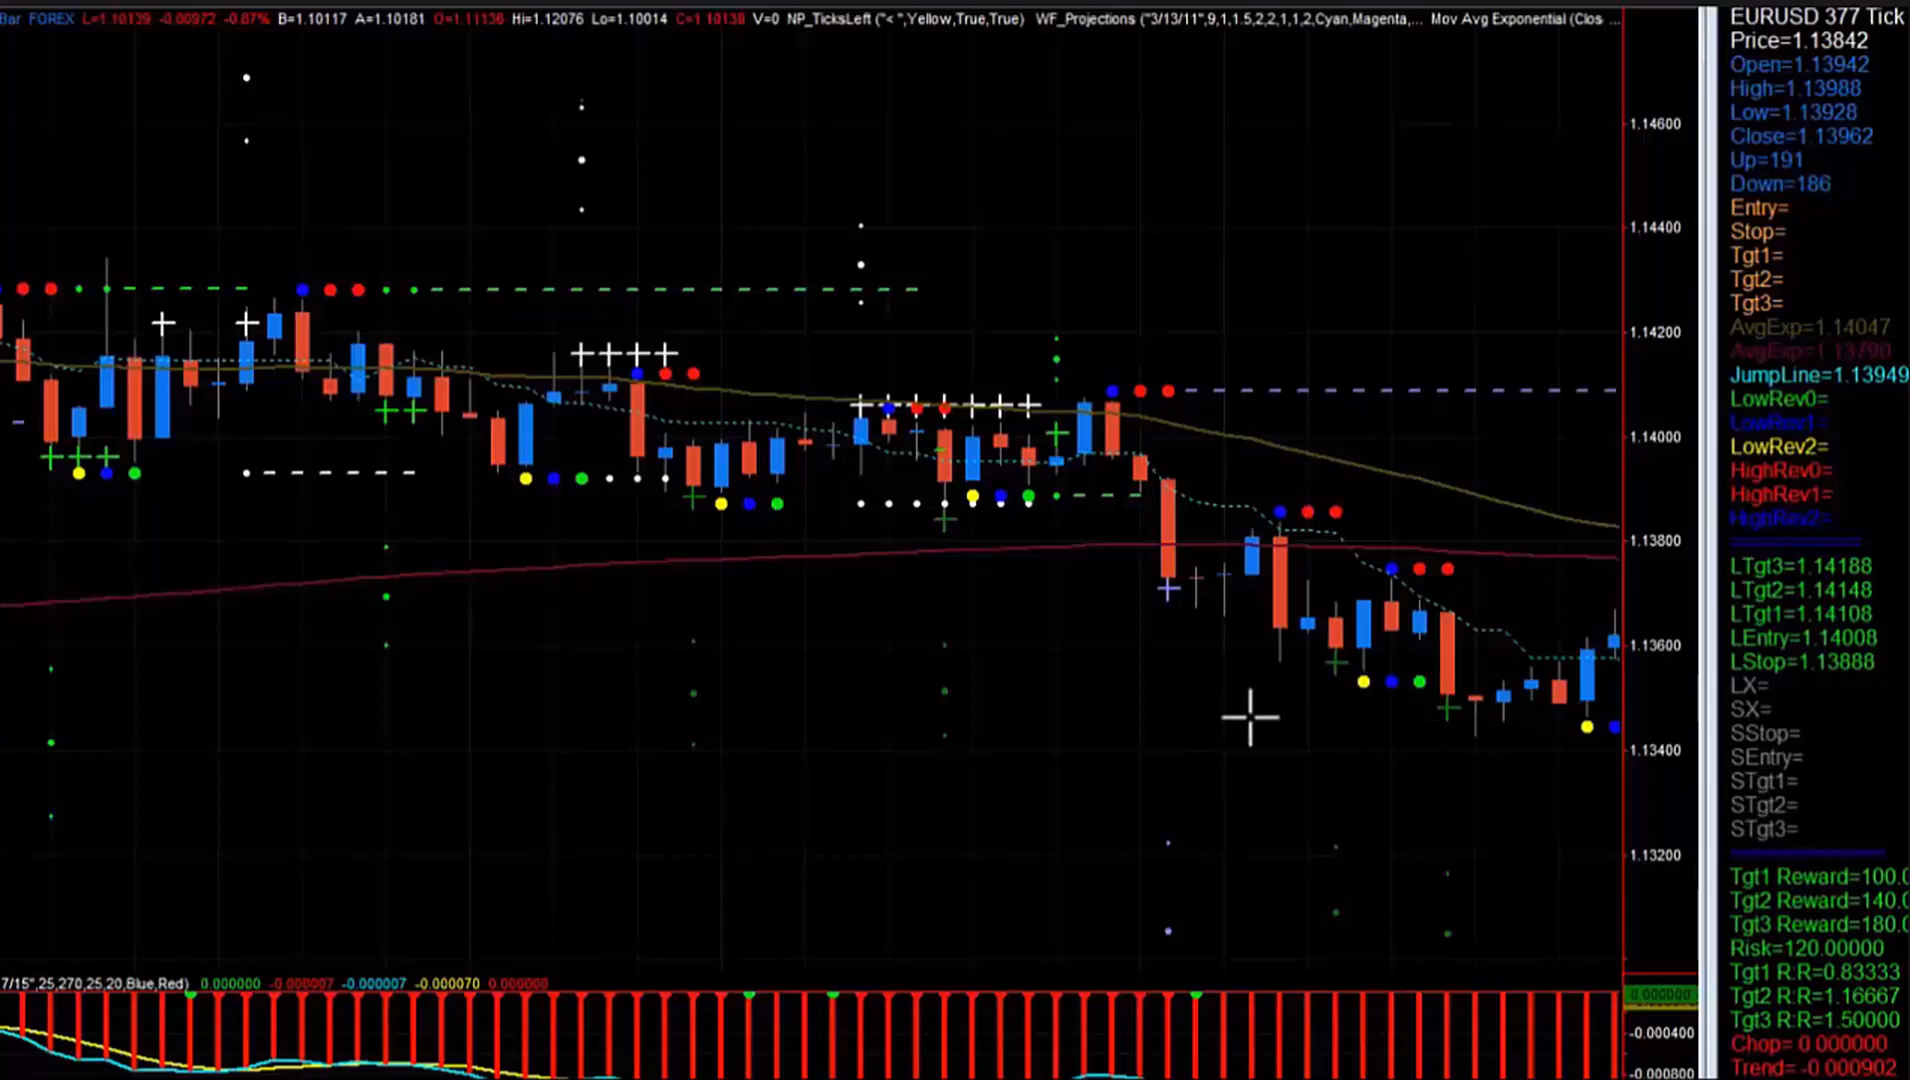 Bar FOREX L=1.10139 -0.00972 -0.87% B=1.10117 A=1.10181 O=1.11136 Hi=1.12076 Lo=1.10014 C=1.10139 V=0 NP_TicksLeft ("< ",Yellow,True,True) WF_Projections ("3/13/11",9,1,1.5,2,2,1,1,2,Cyan,Magenta,... Mov Avg Exponential (Clos ...
1.14600
1.14400
1.14200
1.14000
1.13800
1.13600
1.13400
1.13200
EURUSD 377 Tick
Price=1.13842
Open=1.13942
High=1.13988
Low=1.13928
Close=1.13962
Up=191
Down=186
Entry=
Stop=
Tgt1=
Tgt2=
Tgt3=
AvgExp=1.14047
AvgExp=1.13790
JumpLine=1.13949
LowRev0=
LowRev1=
LowRev2=
HighRev0=
HighRev1=
HighRev2=
LTgt3=1.14188
LTgt2=1.14148
LTgt1=1.14108
LEntry=1.14008
LStop=1.13888
LX=
SX=
SStop=
SEntry=
STgt1=
STgt2=
STgt3=
Tgt1 Reward=100.0
Tgt2 Reward=140.0
Tgt3 Reward=180.0
Risk=120.00000
Tgt1 R:R=0.83333
Tgt2 R:R=1.16667
Tgt3 R:R=1.50000
Chop= 0.000000
Trend= -0.000902
7/15",25,270,25,20,Blue,Red) 0.000000 -0.000007 -0.000007 -0.000070 0.000000
0.000000
-0.000400
-0.000800